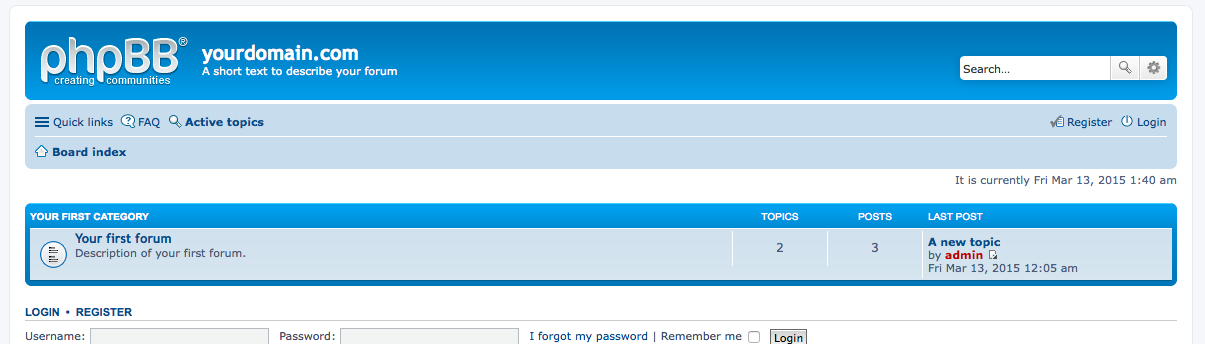 phpBB®
creating communities
yourdomain.com
A short text to describe your forum
Search...
Quick links FAQ Active topics Register Login
Board index
It is currently Fri Mar 13, 2015 1:40 am
YOUR FIRST CATEGORY TOPICS POSTS LAST POST
Your first forum
Description of your first forum.
2
3
A new topic
by admin
Fri Mar 13, 2015 12:05 am
LOGIN • REGISTER
Username: Password: I forgot my password | Remember me Login